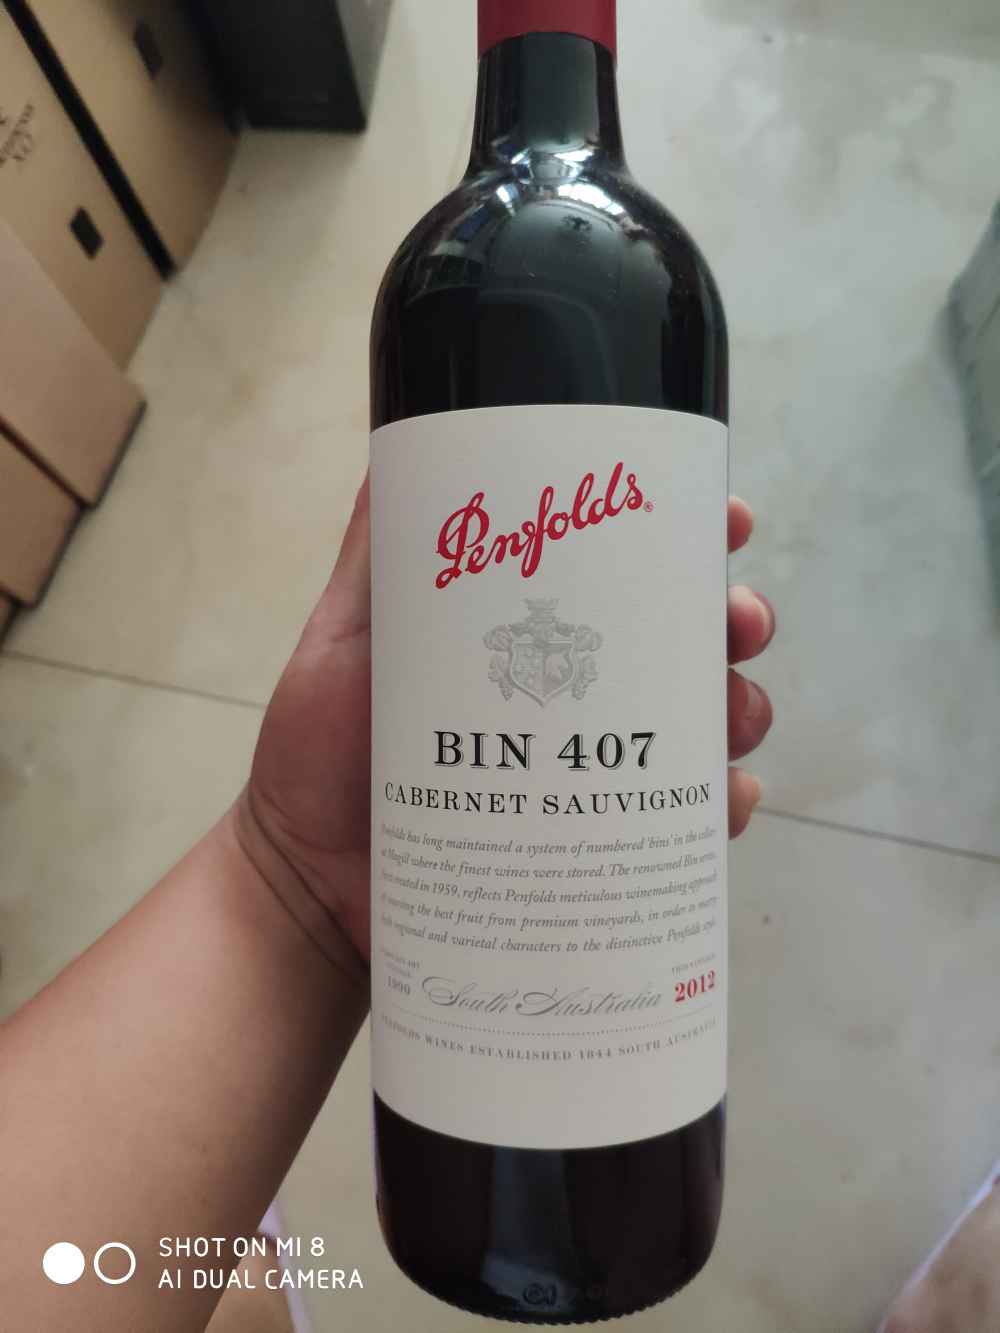 XO
Penfolds®
BIN 407
CABERNET SAUVIGNON
Penfolds has long maintained a system of numbered 'bins' in the cellars
at Magill where the finest wines were stored. The renowned Bin series,
first created in 1959, reflects Penfolds meticulous winemaking approach
of sourcing the best fruit from premium vineyards, in order to marry
both regional and varietal characters to the distinctive Penfolds style.
1990
South Australia
THIS VINTAGE
2012
PENFOLDS WINES ESTABLISHED 1844 SOUTH AUSTRALIA
SHOT ON MI 8
AI DUAL CAMERA